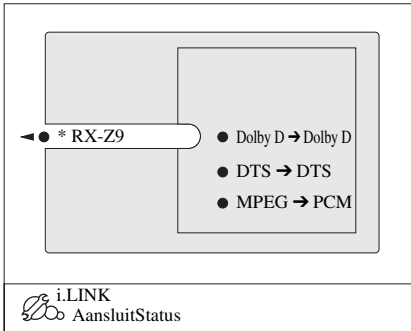 * RX-Z9
Dolby D ➔ Dolby D
DTS ➔ DTS
MPEG ➔ PCM
i.LINK
AansluitStatus